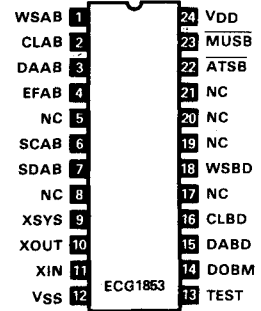 WSAB 1 24 VDD
CLAB 2 23 MUSB
DAAB 3 22 ATSB
EFAB 4 21 NC
NC 5 20 NC
SCAB 6 19 NC
SDAB 7 18 WSBD
NC 8 17 NC
XSYS 9 16 CLBD
XOUT 10 15 DABD
XIN 11 14 DOBM
VSS 12 ECG1853 13 TEST